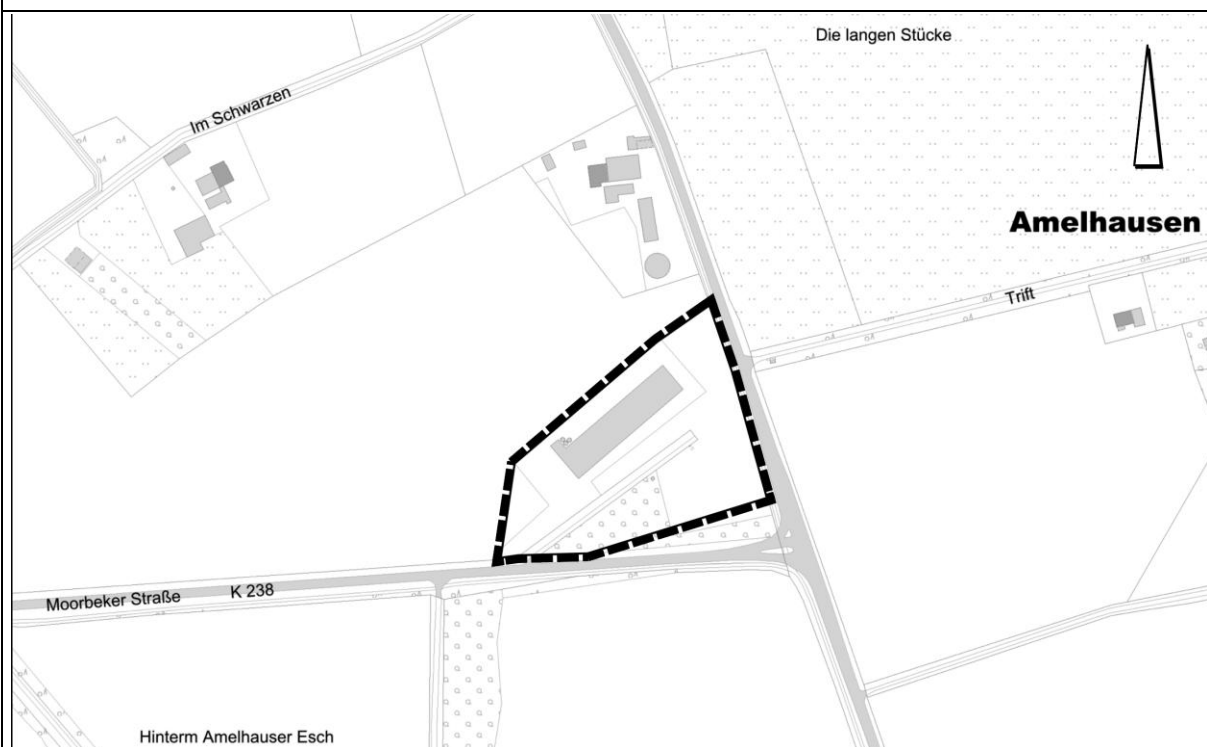 Die langen Stücke
Im Schwarzen
Amelhausen
Trift
Moorbeker Straße K 238
Hinterm Amelhauser Esch